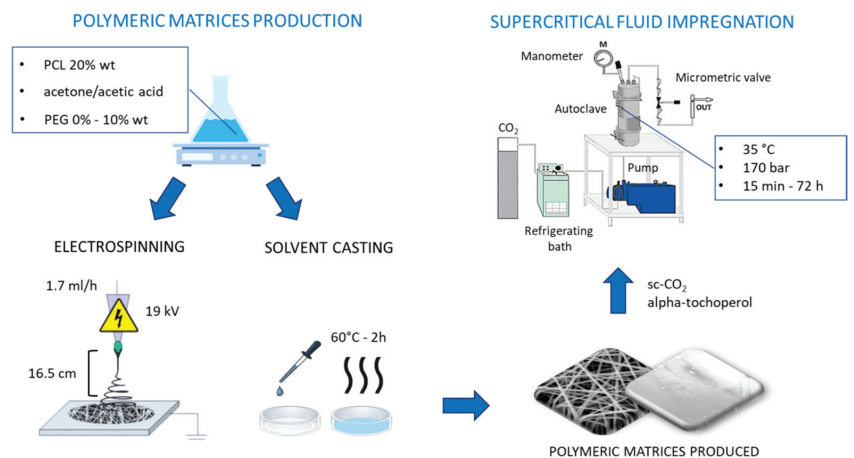 POLYMERIC MATRICES PRODUCTION
• PCL 20% wt
• acetone/acetic acid
• PEG 0% - 10% wt
ELECTROSPINNING
1.7 ml/h
19 kV
16.5 cm
SOLVENT CASTING
60°C - 2h
SUPERCRITICAL FLUID IMPREGNATION
M
Manometer
Micrometric valve
Autoclave
OUT
CO₂
Pump
Refrigerating
bath
• 35 °C
• 170 bar
• 15 min - 72 h
sc-CO₂
alpha-tochoperol
POLYMERIC MATRICES PRODUCED